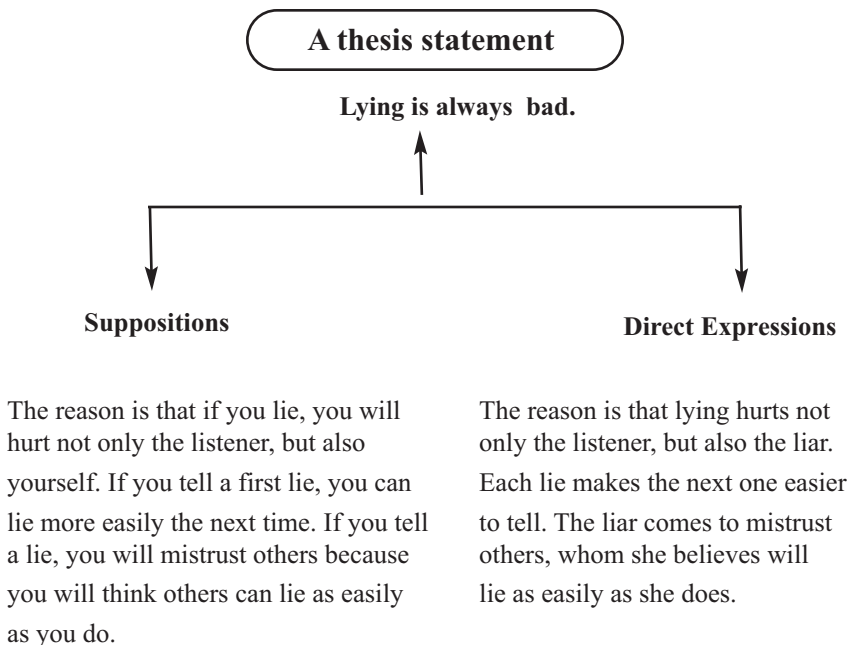 A thesis statement
Lying is always bad.
Suppositions
Direct Expressions
The reason is that if you lie, you will
hurt not only the listener, but also
yourself. If you tell a first lie, you can
lie more easily the next time. If you tell
a lie, you will mistrust others because
you will think others can lie as easily
as you do.
The reason is that lying hurts not
only the listener, but also the liar.
Each lie makes the next one easier
to tell. The liar comes to mistrust
others, whom she believes will
lie as easily as she does.